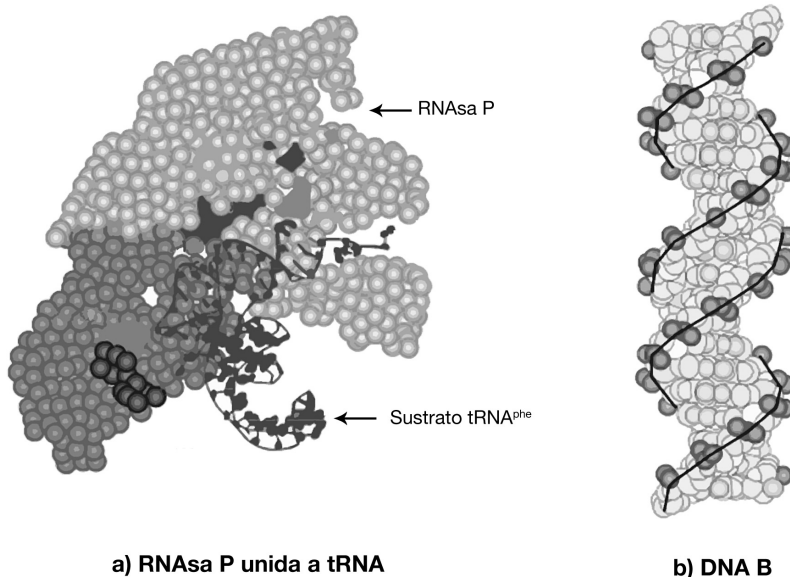 RNAsa P
Sustrato tRNAᵖʰᵉ
a) RNAsa P unida a tRNA
b) DNA B